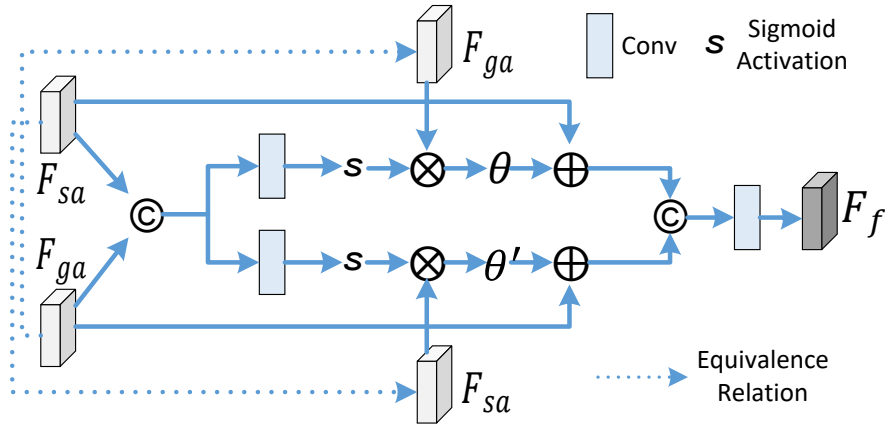 F_ga
Conv
s
Sigmoid
Activation
F_sa
s
θ
C
C
F_f
F_ga
s
θ′
F_sa
Equivalence
Relation